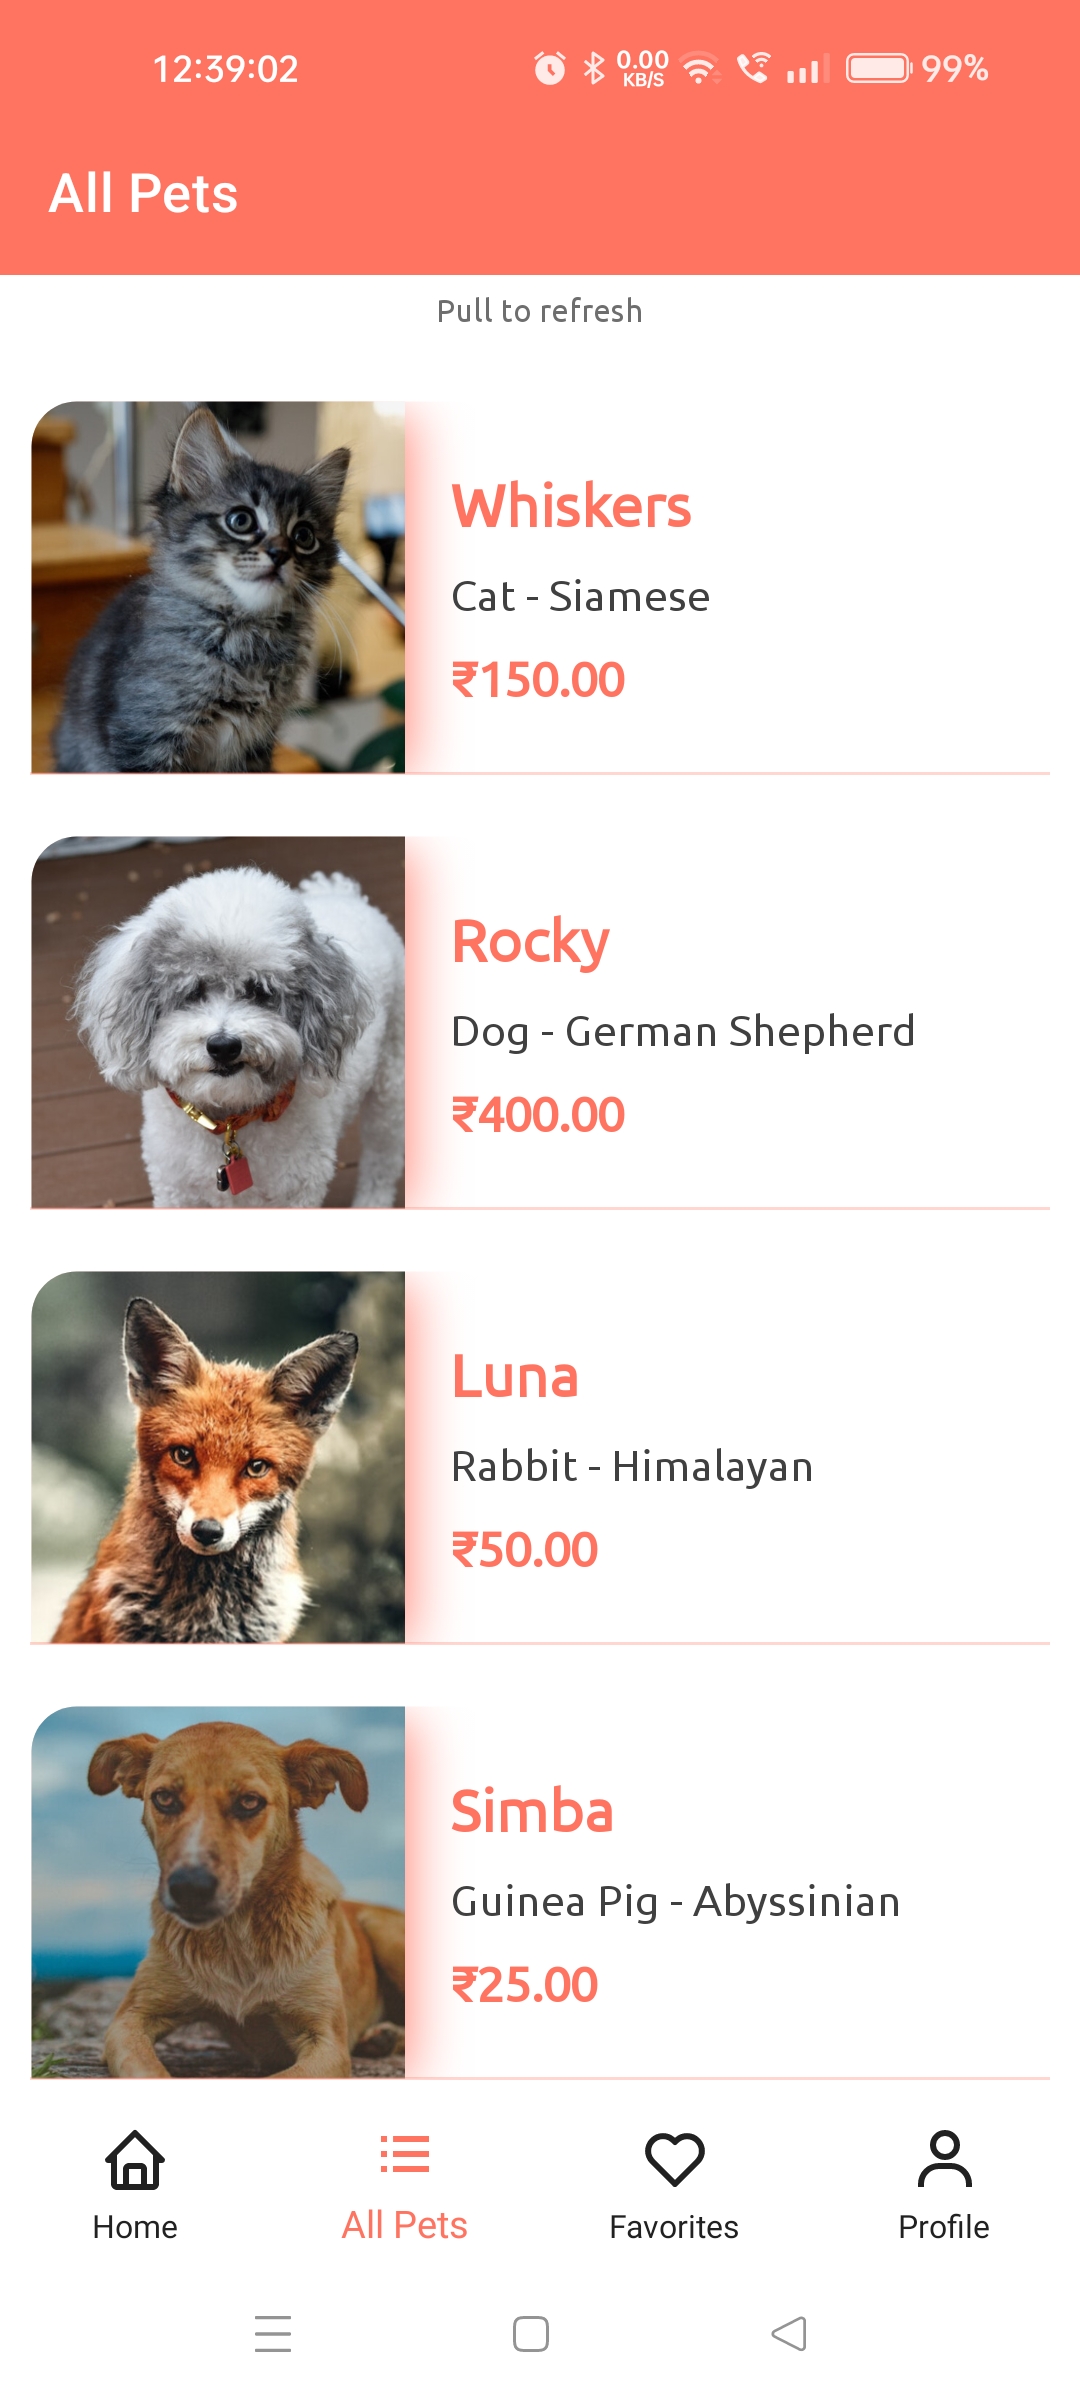 12:39:02 0.00 KB/S 99%
All Pets
Pull to refresh
Whiskers
Cat - Siamese
₹150.00
Rocky
Dog - German Shepherd
₹400.00
Luna
Rabbit - Himalayan
₹50.00
Simba
Guinea Pig - Abyssinian
₹25.00
Home All Pets Favorites Profile